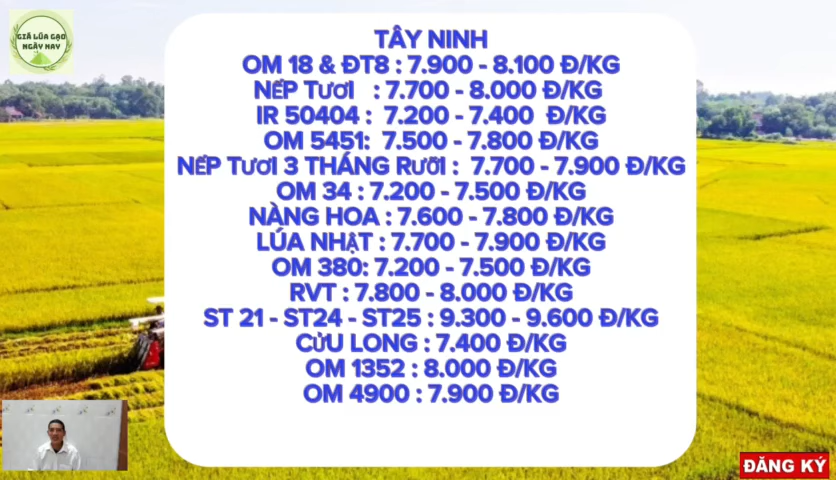 GIÁ LÚA GẠO
NGÀY NAY
TÂY NINH
OM 18 & ĐT8 : 7.900 - 8.100 Đ/KG
NẾP TươI : 7.700 - 8.000 Đ/KG
IR 50404 : 7.200 - 7.400 Đ/KG
OM 5451: 7.500 - 7.800 Đ/KG
NẾP TươI 3 THÁNG RưỡI : 7.700 - 7.900 Đ/KG
OM 34 : 7.200 - 7.500 Đ/KG
NÀNG HOA : 7.600 - 7.800 Đ/KG
LÚA NHẬT : 7.700 - 7.900 Đ/KG
OM 380: 7.200 - 7.500 Đ/KG
RVT : 7.800 - 8.000 Đ/KG
ST 21 - ST24 - ST25 : 9.300 - 9.600 Đ/KG
CửU LONG : 7.400 Đ/KG
OM 1352 : 8.000 Đ/KG
OM 4900 : 7.900 Đ/KG
ĐĂNG KÝ